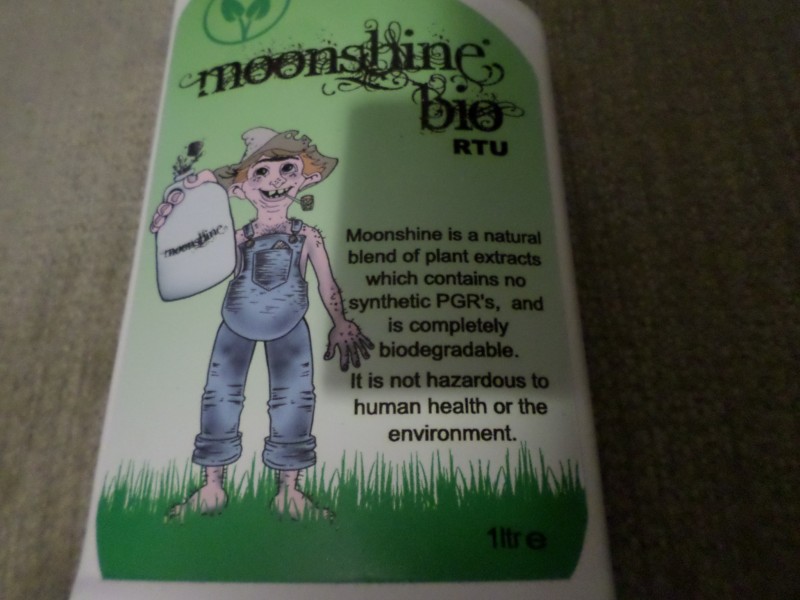 moonshine
bio
RTU
moonshine
Moonshine is a natural
blend of plant extracts
which contains no
synthetic PGR's, and
is completely
biodegradable.
It is not hazardous to
human health or the
environment.
1ltr e